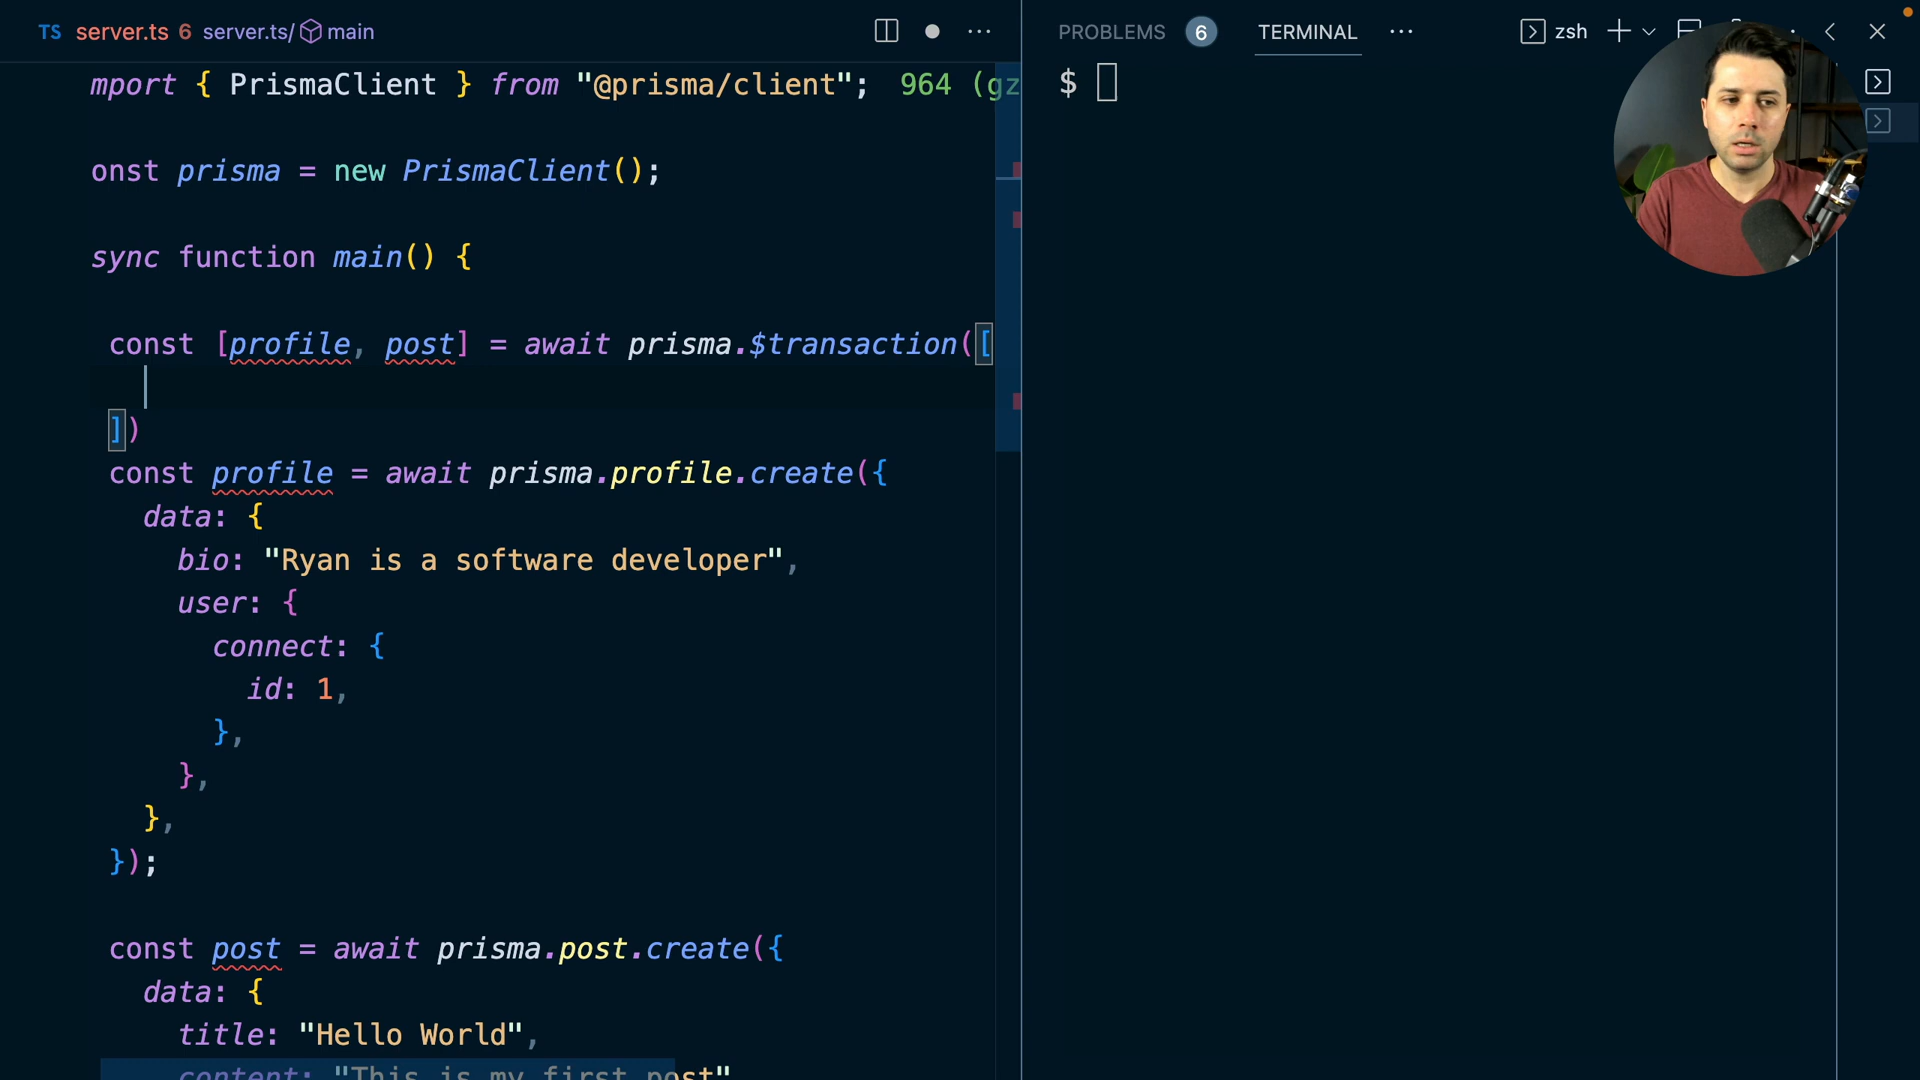 TS server.ts 6 server.ts/ main
mport { PrismaClient } from "@prisma/client"; 964 (gz
onst prisma = new PrismaClient();
sync function main() {
const [profile, post] = await prisma.$transaction([
])
const profile = await prisma.profile.create({
data: {
bio: "Ryan is a software developer",
user: {
connect: {
id: 1,
},
},
},
});
const post = await prisma.post.create({
data: {
title: "Hello World",
content: "This is my first post"
PROBLEMS 6 TERMINAL ··· zsh
$